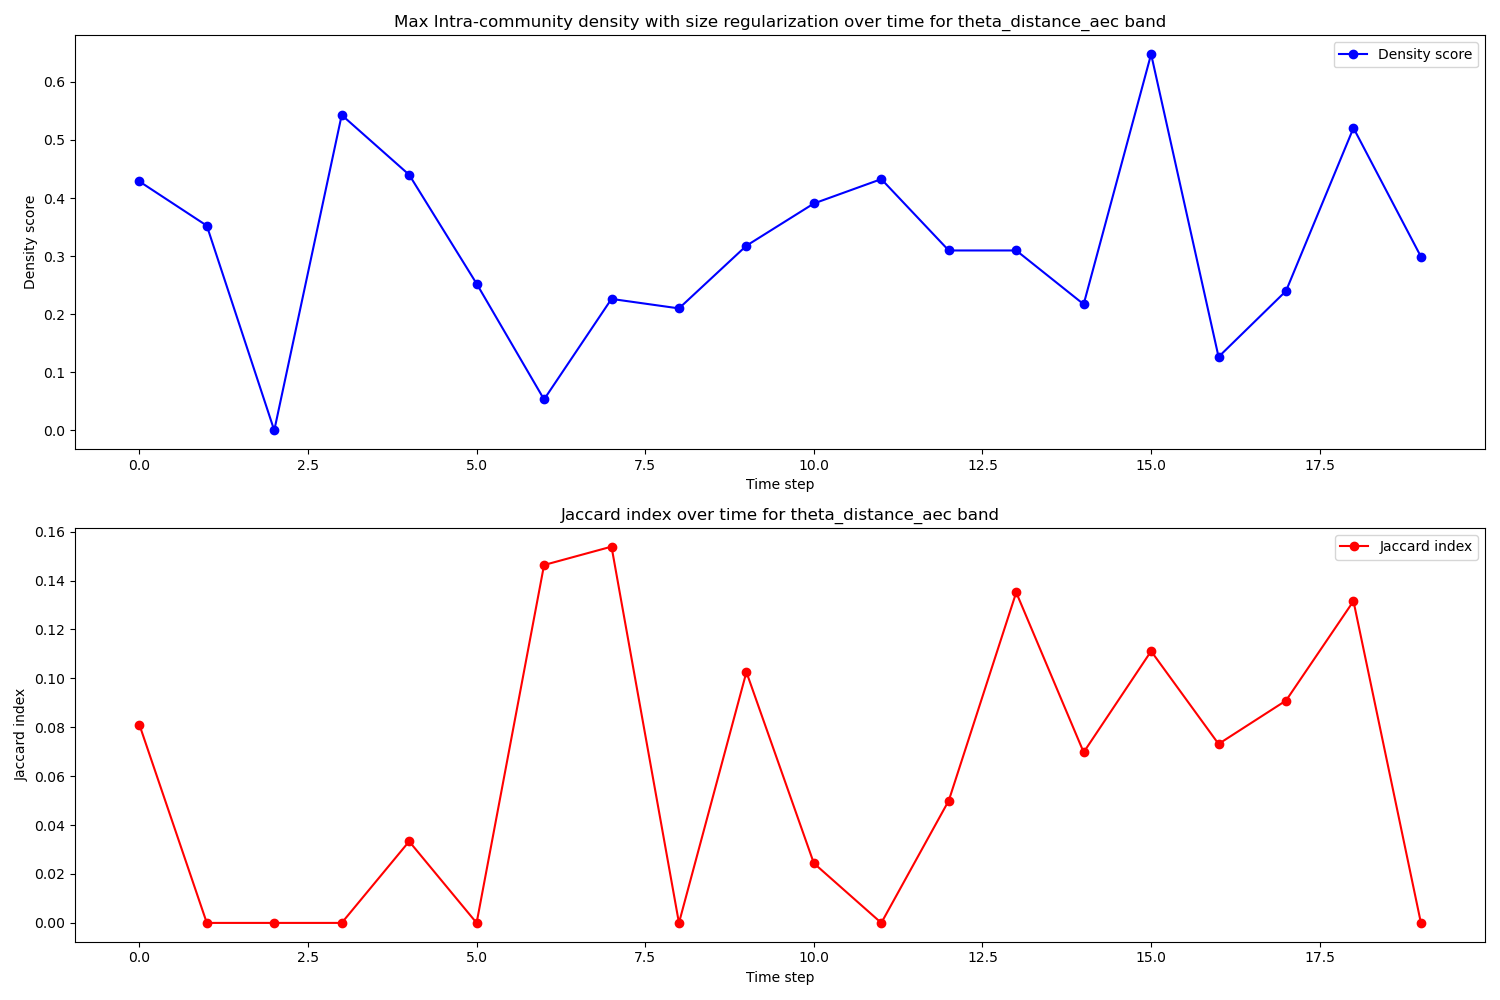 Max Intra-community density with size regularization over time for theta_distance_aec band
Density score
0.6
0.5
0.4
0.3
0.2
0.1
0.0
Density score
0.0 2.5 5.0 7.5 10.0 12.5 15.0 17.5
Time step
Jaccard index over time for theta_distance_aec band
Jaccard index
0.16
0.14
0.12
0.10
0.08
0.06
0.04
0.02
0.00
Jaccard index
0.0 2.5 5.0 7.5 10.0 12.5 15.0 17.5
Time step